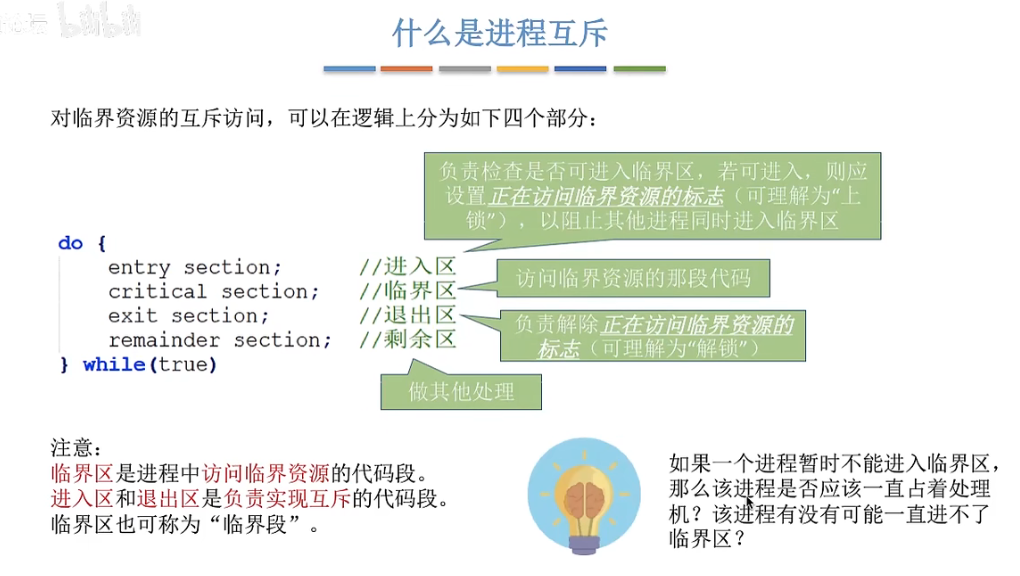 什么是进程互斥
对临界资源的互斥访问，可以在逻辑上分为如下四个部分：
负责检查是否可进入临界区，若可进入，则应
设置正在访问临界资源的标志（可理解为“上
锁”），以阻止其他进程同时进入临界区
do {
entry section; //进入区
critical section; //临界区
exit section; //退出区
remainder section; //剩余区
} while(true)
访问临界资源的那段代码
负责解除正在访问临界资源的
标志（可理解为“解锁”）
做其他处理
注意：
临界区是进程中访问临界资源的代码段。
进入区和退出区是负责实现互斥的代码段。
临界区也可称为“临界段”。
如果一个进程暂时不能进入临界区，
那么该进程是否应该一直占着处理
机？该进程有没有可能一直进不了
临界区？